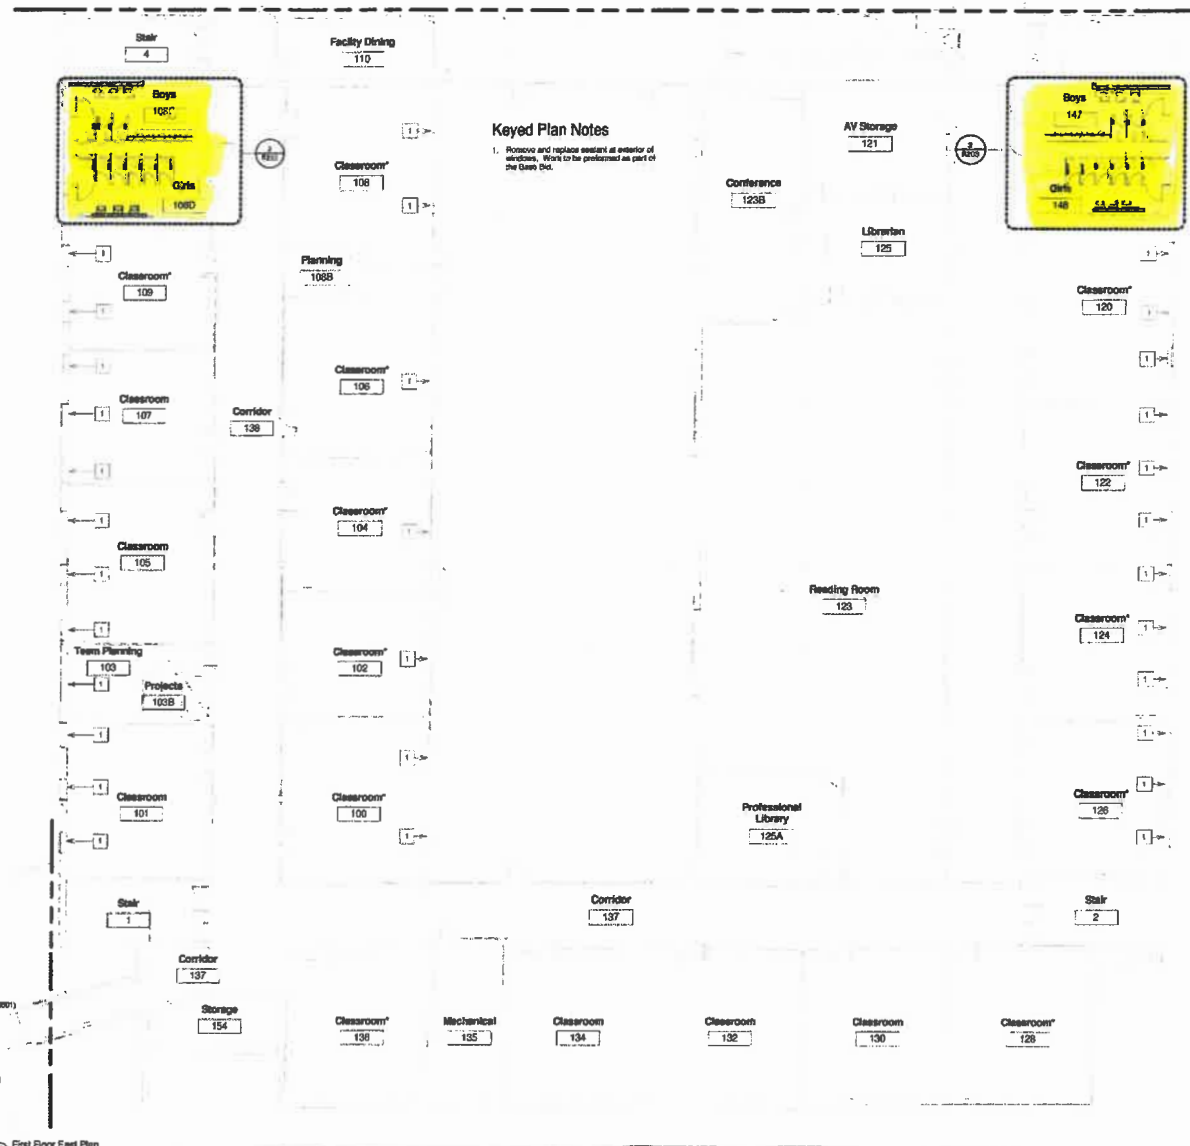 Stair
4
Facility Dining
110
Boys
Girls
108D
Keyed Plan Notes
1. Remove and replace sealant at exterior of
windows. Work to be preformed as part of
the Base Bid.
Classroom*
108
AV Storage
121
Conference
123B
Boys
147
Girls
148
Librarian
125
Planning
108B
Classroom*
109
Classroom*
120
Classroom*
106
Classroom
107
Corridor
138
Classroom*
122
Classroom*
104
Classroom
105
Reading Room
123
Classroom*
124
Team Planning
103
Projects
103B
Classroom*
102
Classroom
101
Classroom*
100
Professional
Library
125A
Classroom*
126
Stair
1
Corridor
137
Stair
2
Corridor
137
Storage
154
Classroom*
136
Mechanical
135
Classroom
134
Classroom
132
Classroom
130
Classroom*
128
First Floor East Plan